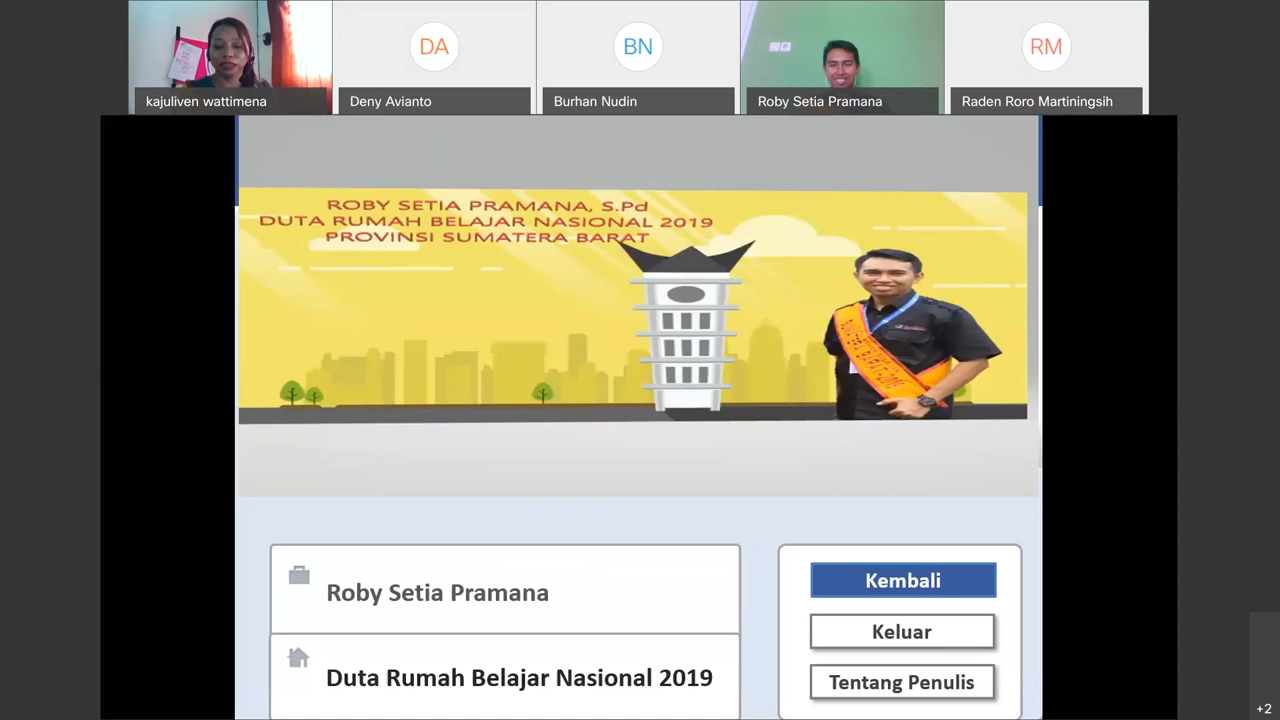 DA
BN
RM
kajuliven wattimena
Deny Avianto
Burhan Nudin
Roby Setia Pramana
Raden Roro Martiningsih
ROBY SETIA PRAMANA, S.Pd
DUTA RUMAH BELAJAR NASIONAL 2019
PROVINSI SUMATERA BARAT
Roby Setia Pramana
Duta Rumah Belajar Nasional 2019
Kembali
Keluar
Tentang Penulis
+2